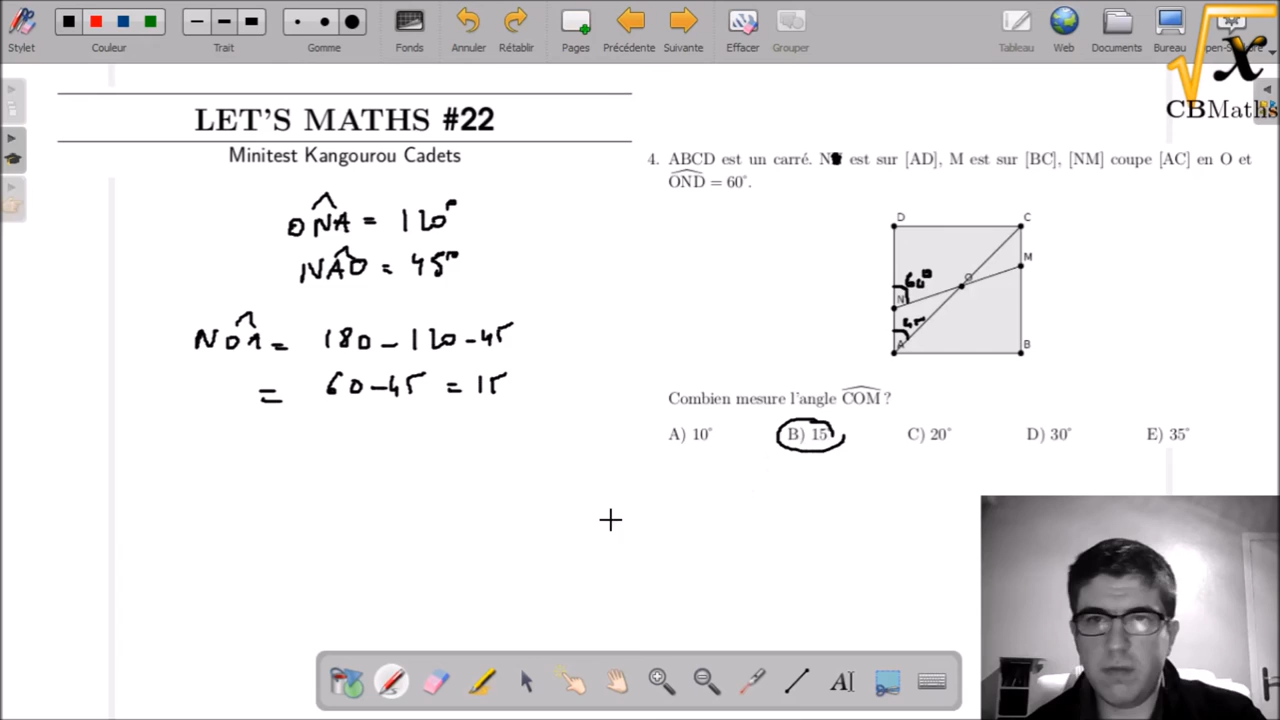 Stylet Couleur Trait Gomme Fonds Annuler Rétablir Pages Précédente Suivante Effacer Grouper Tableau Web Documents Bureau
CBMaths
LET'S MATHS #22
Minitest Kangourou Cadets
ONA = 120°
NAO = 45°
NOA = 180 - 120 - 45
= 60 - 45 = 15
4. ABCD est un carré. N est sur [AD], M est sur [BC], [NM] coupe [AC] en O et
OND = 60°.
D C
M
60° O
N
45
A B
Combien mesure l'angle COM ?
A) 10° B) 15 C) 20° D) 30° E) 35°
AI